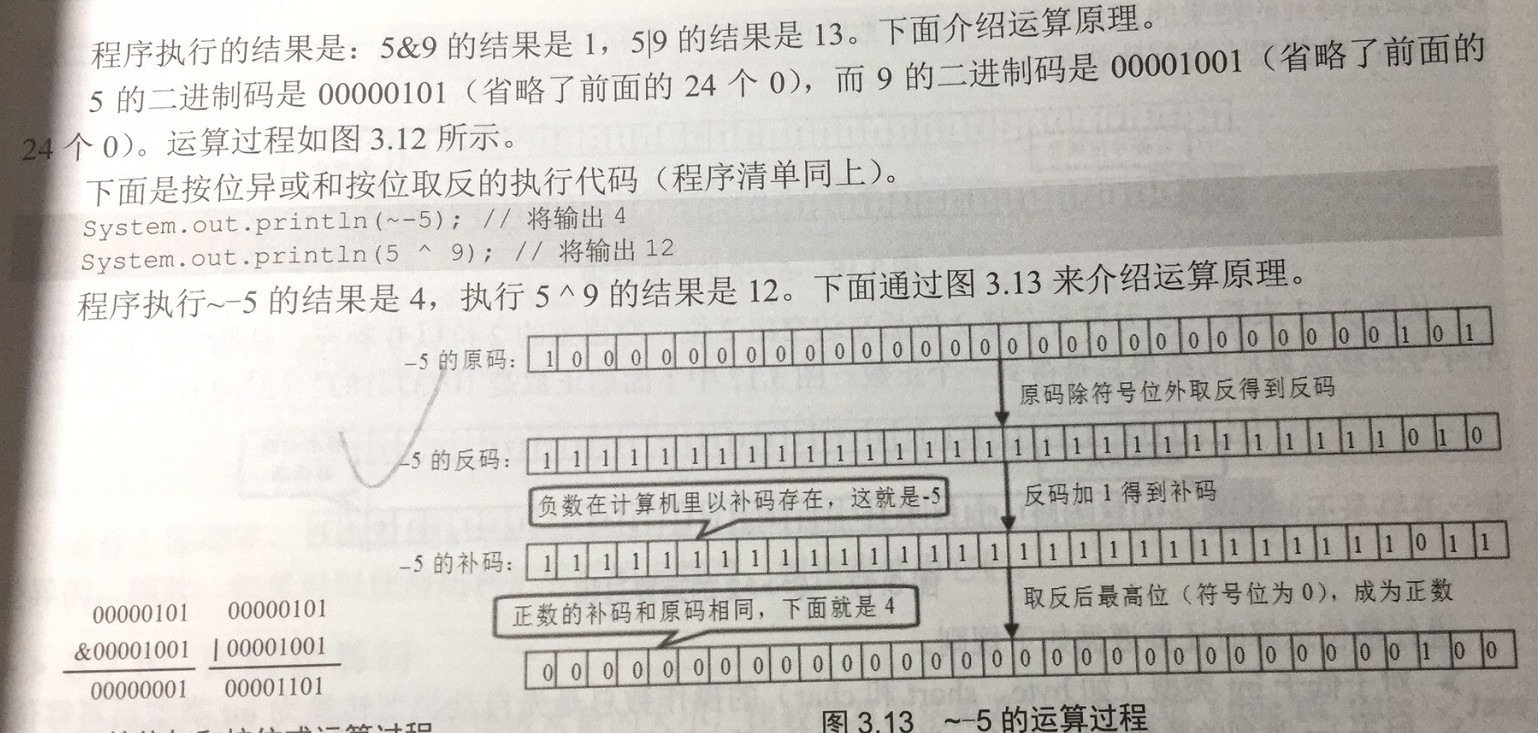 程序执行的结果是：5&9 的结果是 1，5|9 的结果是 13。下面介绍运算原理。
5 的二进制码是 00000101（省略了前面的 24 个 0），而 9 的二进制码是 00001001（省略了前面的
24 个 0）。运算过程如图 3.12 所示。
下面是按位异或和按位取反的执行代码（程序清单同上）。
System.out.println(~-5); // 将输出 4
System.out.println(5 ^ 9); // 将输出 12
程序执行~-5 的结果是 4，执行 5 ^ 9 的结果是 12。下面通过图 3.13 来介绍运算原理。
-5 的原码： 1 0 0 0 0 0 0 0 0 0 0 0 0 0 0 0 0 0 0 0 0 0 0 0 0 0 0 0 0 1 0 1
原码除符号位外取反得到反码
-5 的反码： 1 1 1 1 1 1 1 1 1 1 1 1 1 1 1 1 1 1 1 1 1 1 1 1 1 1 1 1 1 0 1 0
负数在计算机里以补码存在，这就是-5
反码加 1 得到补码
-5 的补码： 1 1 1 1 1 1 1 1 1 1 1 1 1 1 1 1 1 1 1 1 1 1 1 1 1 1 1 1 1 0 1 1
正数的补码和原码相同，下面就是 4
取反后最高位（符号位为 0），成为正数
0 0 0 0 0 0 0 0 0 0 0 0 0 0 0 0 0 0 0 0 0 0 0 0 0 0 0 0 0 1 0 0
00000101
&00001001
00000001
00000101
| 00001001
00001101
图 3.13 ~-5 的运算过程